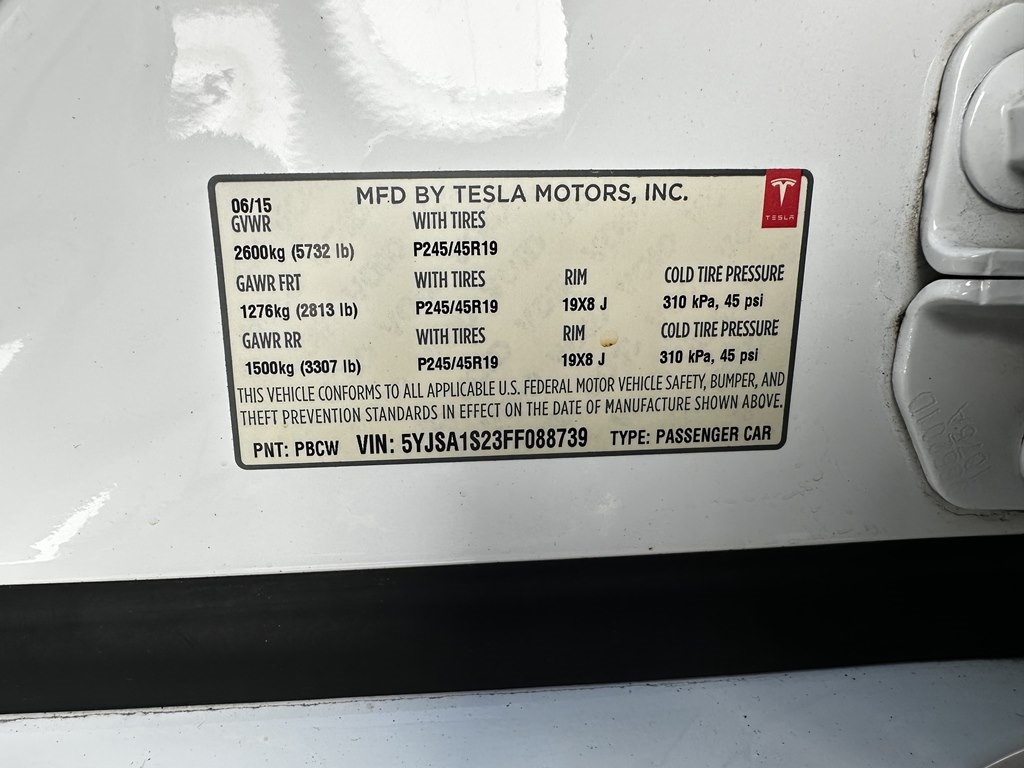 MFD BY TESLA MOTORS, INC.
TESLA
06/15
GVWR WITH TIRES
2600kg (5732 lb) P245/45R19
GAWR FRT WITH TIRES RIM COLD TIRE PRESSURE
1276kg (2813 lb) P245/45R19 19X8 J 310 kPa, 45 psi
GAWR RR WITH TIRES RIM COLD TIRE PRESSURE
1500kg (3307 lb) P245/45R19 19X8 J 310 kPa, 45 psi
THIS VEHICLE CONFORMS TO ALL APPLICABLE U.S. FEDERAL MOTOR VEHICLE SAFETY, BUMPER, AND
THEFT PREVENTION STANDARDS IN EFFECT ON THE DATE OF MANUFACTURE SHOWN ABOVE.
PNT: PBCW VIN: 5YJSA1S23FF088739 TYPE: PASSENGER CAR